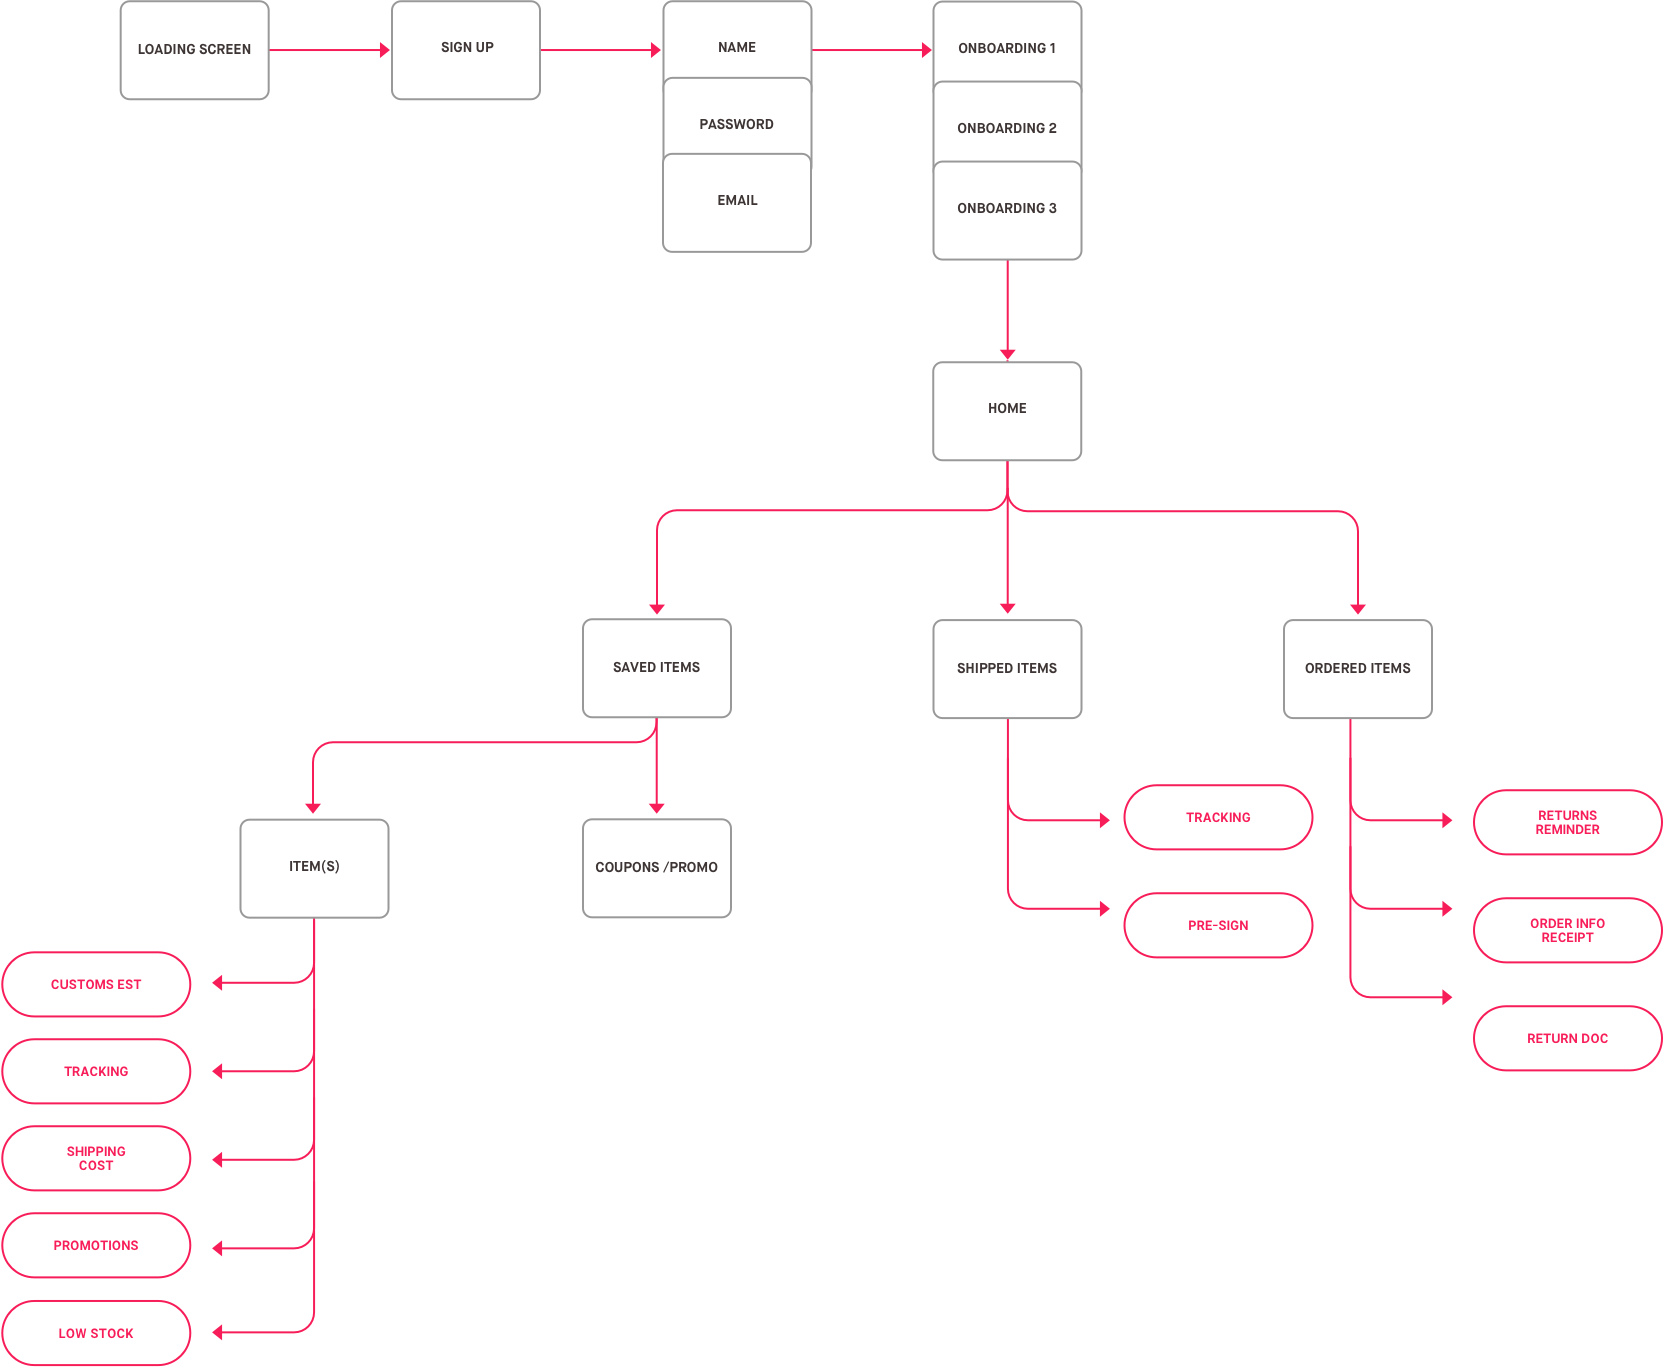 LOADING SCREEN
SIGN UP
NAME
ONBOARDING 1
PASSWORD
ONBOARDING 2
EMAIL
ONBOARDING 3
HOME
SAVED ITEMS
SHIPPED ITEMS
ORDERED ITEMS
ITEM(S)
COUPONS /PROMO
TRACKING
PRE-SIGN
RETURNS
REMINDER
ORDER INFO
RECEIPT
RETURN DOC
CUSTOMS EST
TRACKING
SHIPPING
COST
PROMOTIONS
LOW STOCK